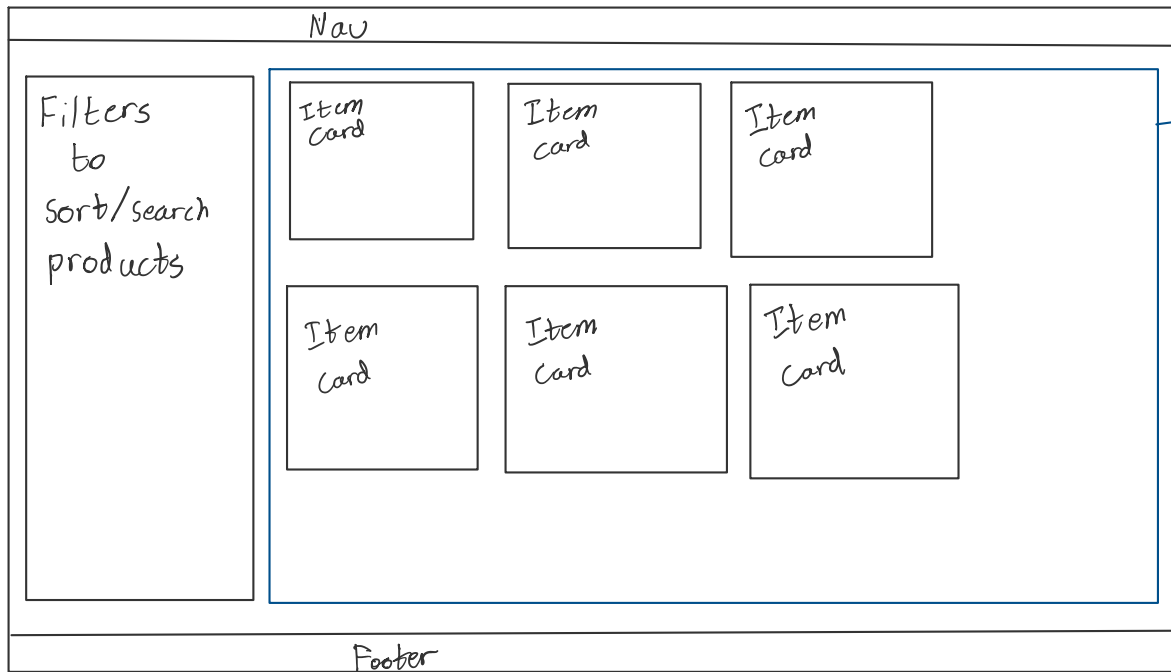 Nav
Filters
to
sort/search
products
Item
card
Item
card
Item
card
Item
card
Item
card
Item
card
Footer